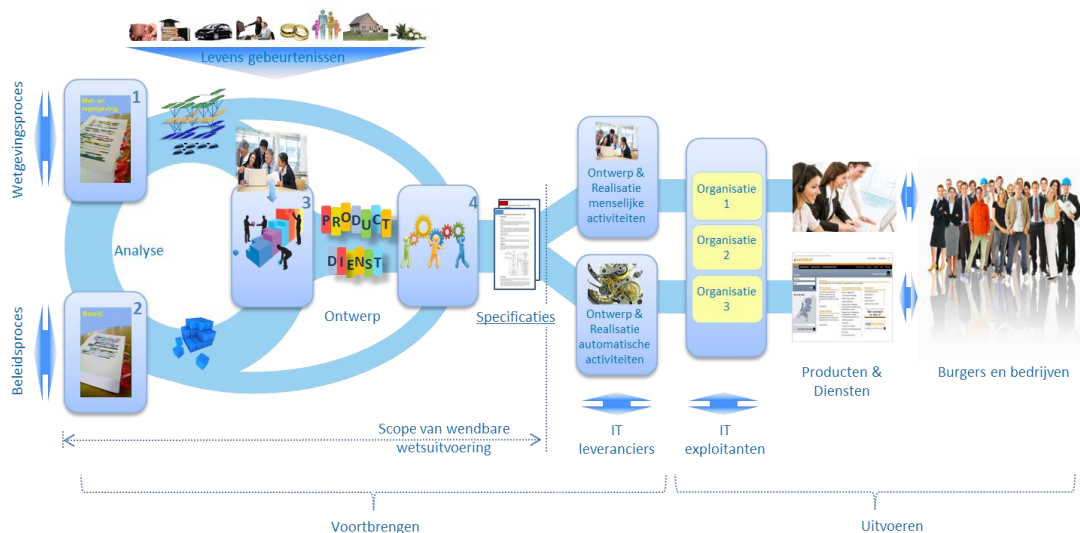 Levens gebeurtenissen
Wetgevingsproces
1
Wet- en
regelgeving
Analyse
Beleidsproces
2
Beleid
3
PRODUCT
DIENST
Ontwerp
4
Specificaties
Ontwerp &
Realisatie
menselijke
activiteiten
Ontwerp &
Realisatie
automatische
activiteiten
Organisatie
1
Organisatie
2
Organisatie
3
Producten &
Diensten
Burgers en bedrijven
Scope van wendbare
wetsuitvoering
IT
leveranciers
IT
exploitanten
Voortbrengen
Uitvoeren